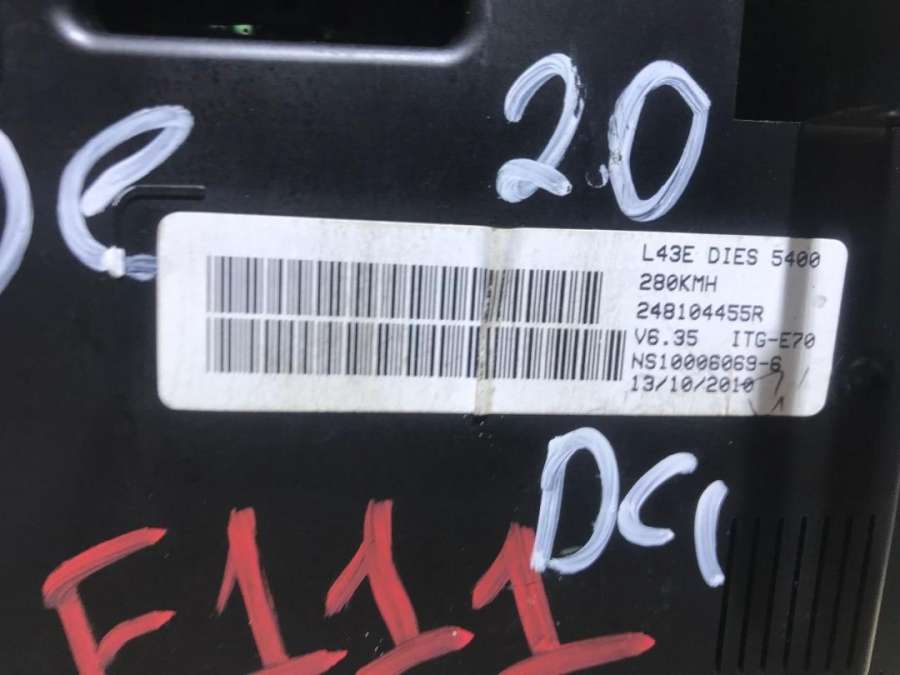 2.0
L43E DIES 5400
280KMH
248104455R
V6.35 ITG-E70
NS10006069-6
13/10/2010
DCI
F111